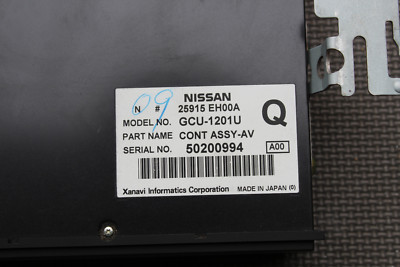 NISSAN
N # 25915 EH00A
09
MODEL NO. GCU-1201U
Q
PART NAME CONT ASSY-AV
SERIAL NO. 50200994 A00
Xanavi Informatics Corporation MADE IN JAPAN (0)